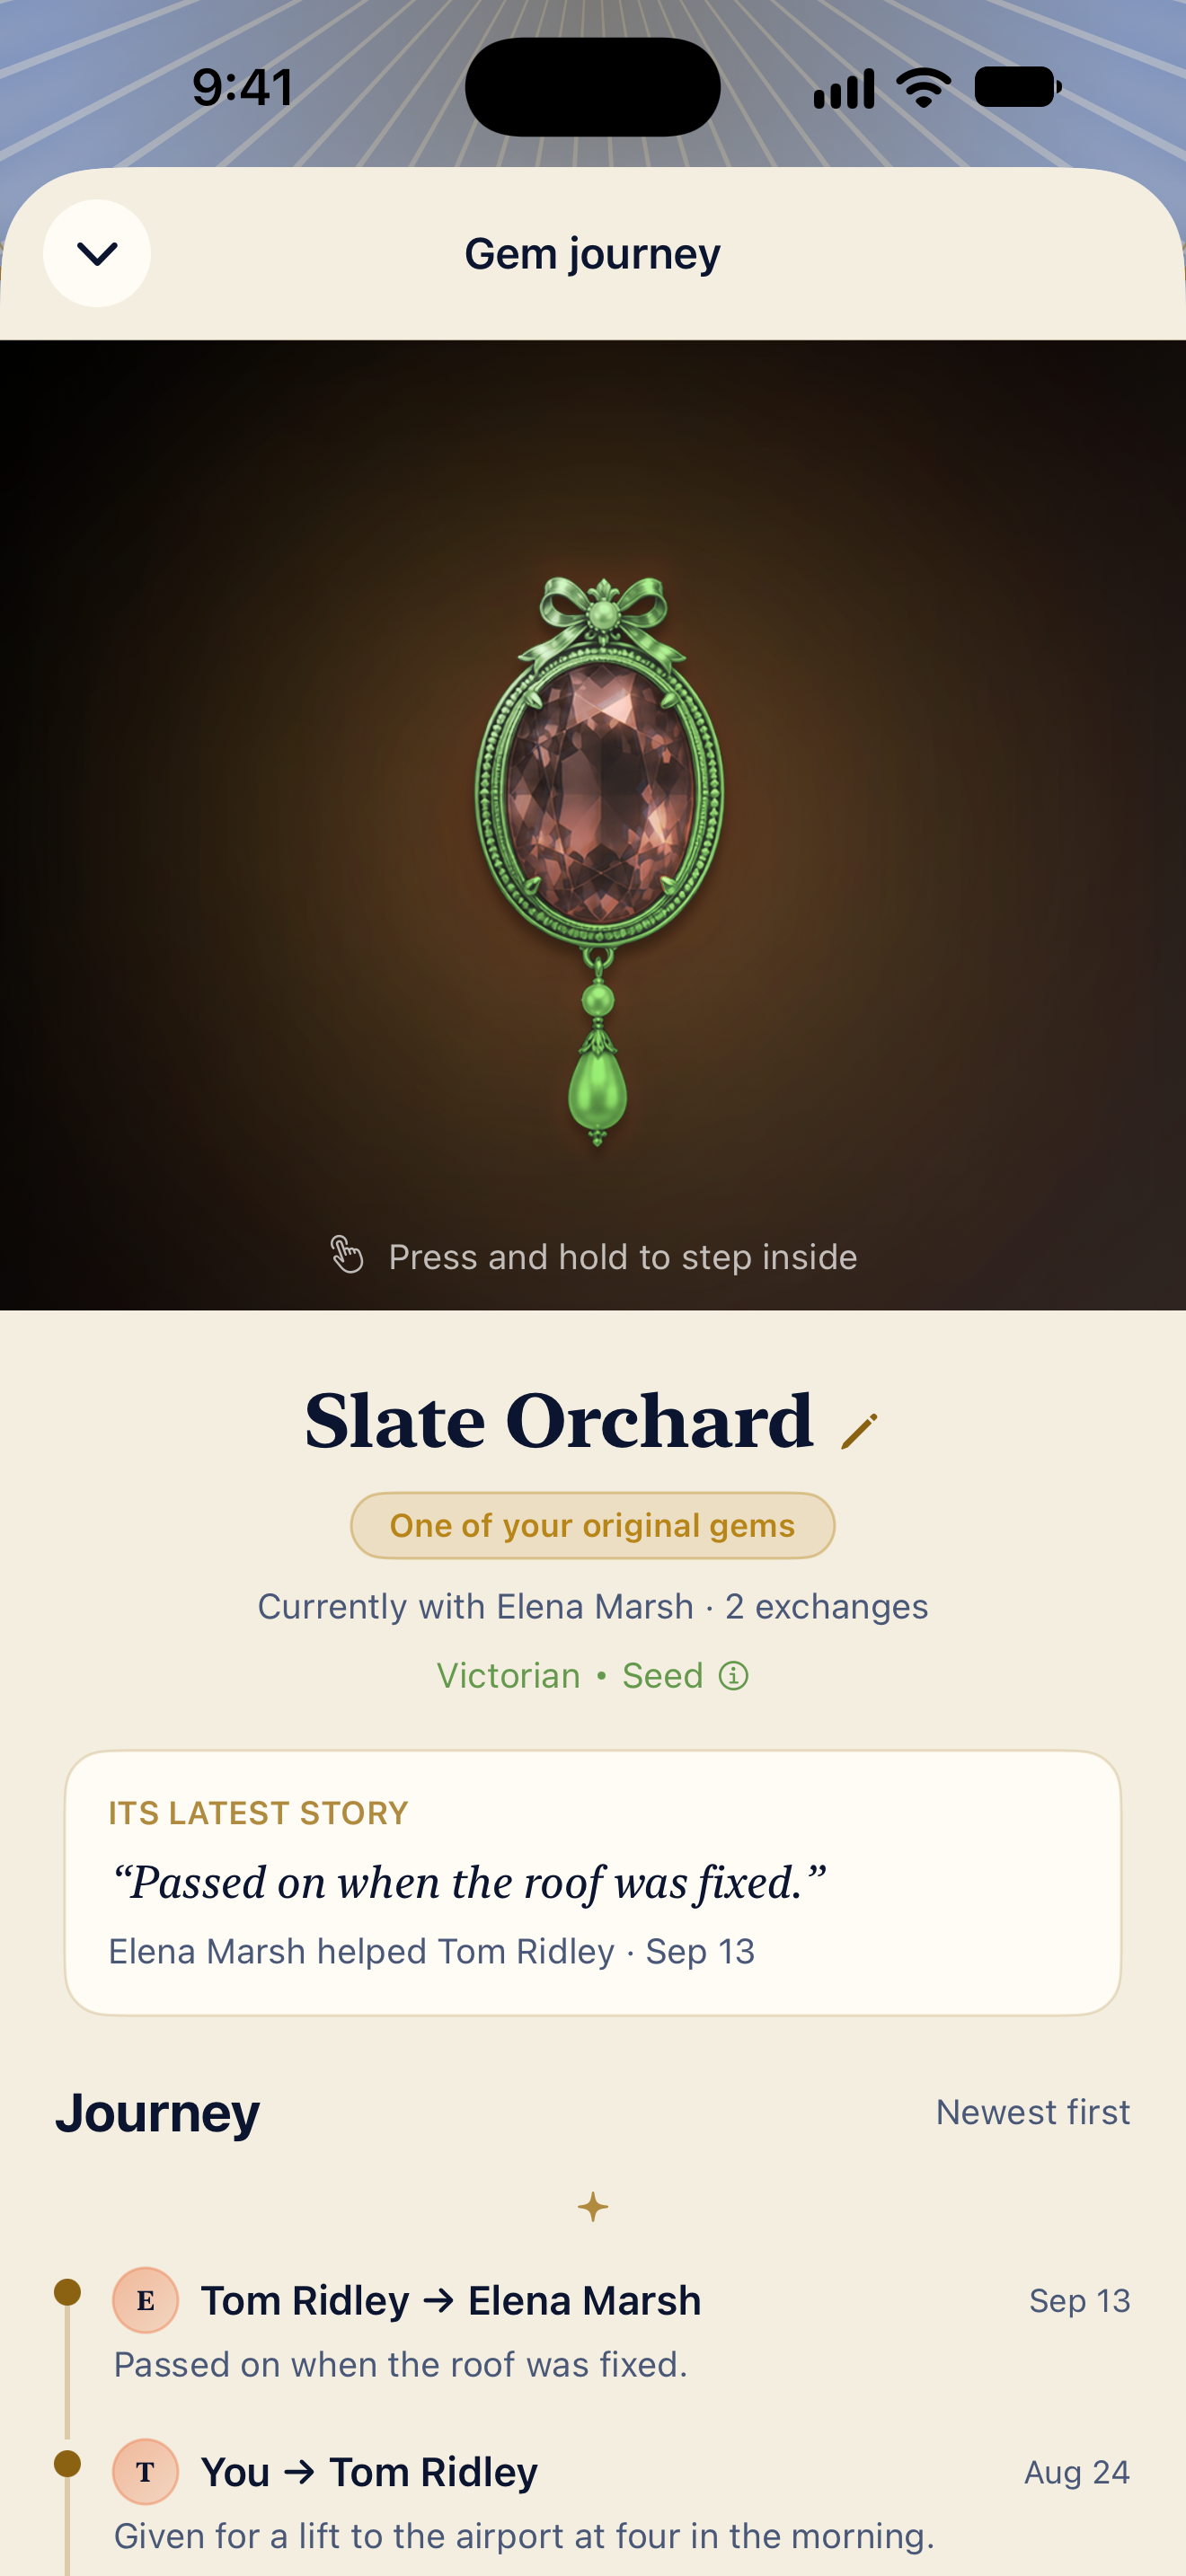 9:41
Gem journey
Press and hold to step inside
Slate Orchard
One of your original gems
Currently with Elena Marsh · 2 exchanges
Victorian • Seed
ITS LATEST STORY
“Passed on when the roof was fixed.”
Elena Marsh helped Tom Ridley · Sep 13
Journey
Newest first
E Tom Ridley → Elena Marsh Sep 13
Passed on when the roof was fixed.
T You → Tom Ridley Aug 24
Given for a lift to the airport at four in the morning.